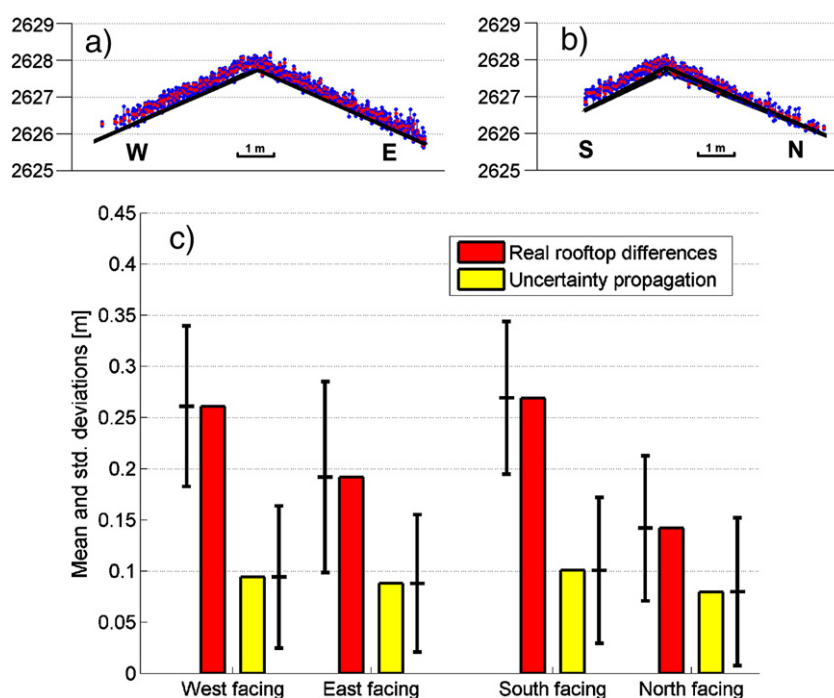 a)
2629
2628
2627
2626
2625
W
1 m
E
b)
2629
2628
2627
2626
2625
S
1 m
N
c)
Mean and std. deviations [m]
0.45
0.4
0.35
0.3
0.25
0.2
0.15
0.1
0.05
0
Real rooftop differences
Uncertainty propagation
West facing East facing South facing North facing